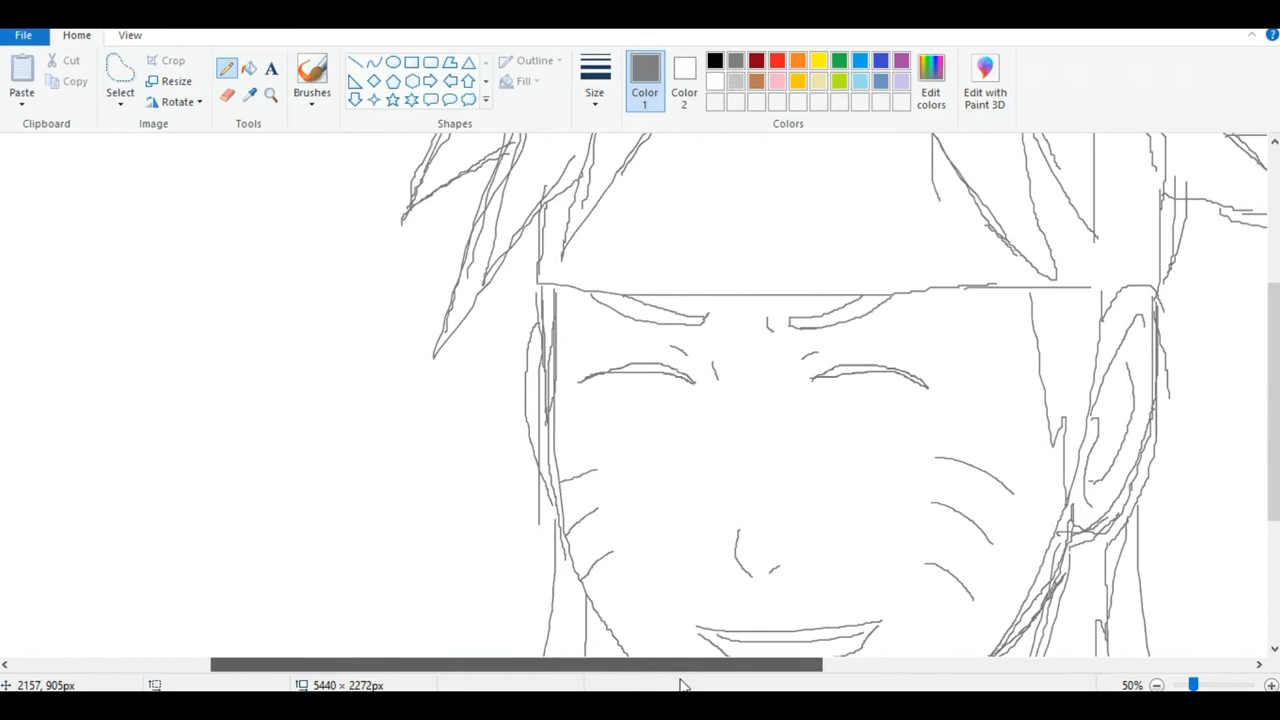 File Home View
Paste
Cut
Copy
Clipboard
Select
Crop
Resize
Rotate
Image
Tools
Brushes
Outline
Fill
Shapes
Size
Color 1
Color 2
Edit colors
Colors
Edit with Paint 3D
2157, 905px
5440 × 2272px
50%